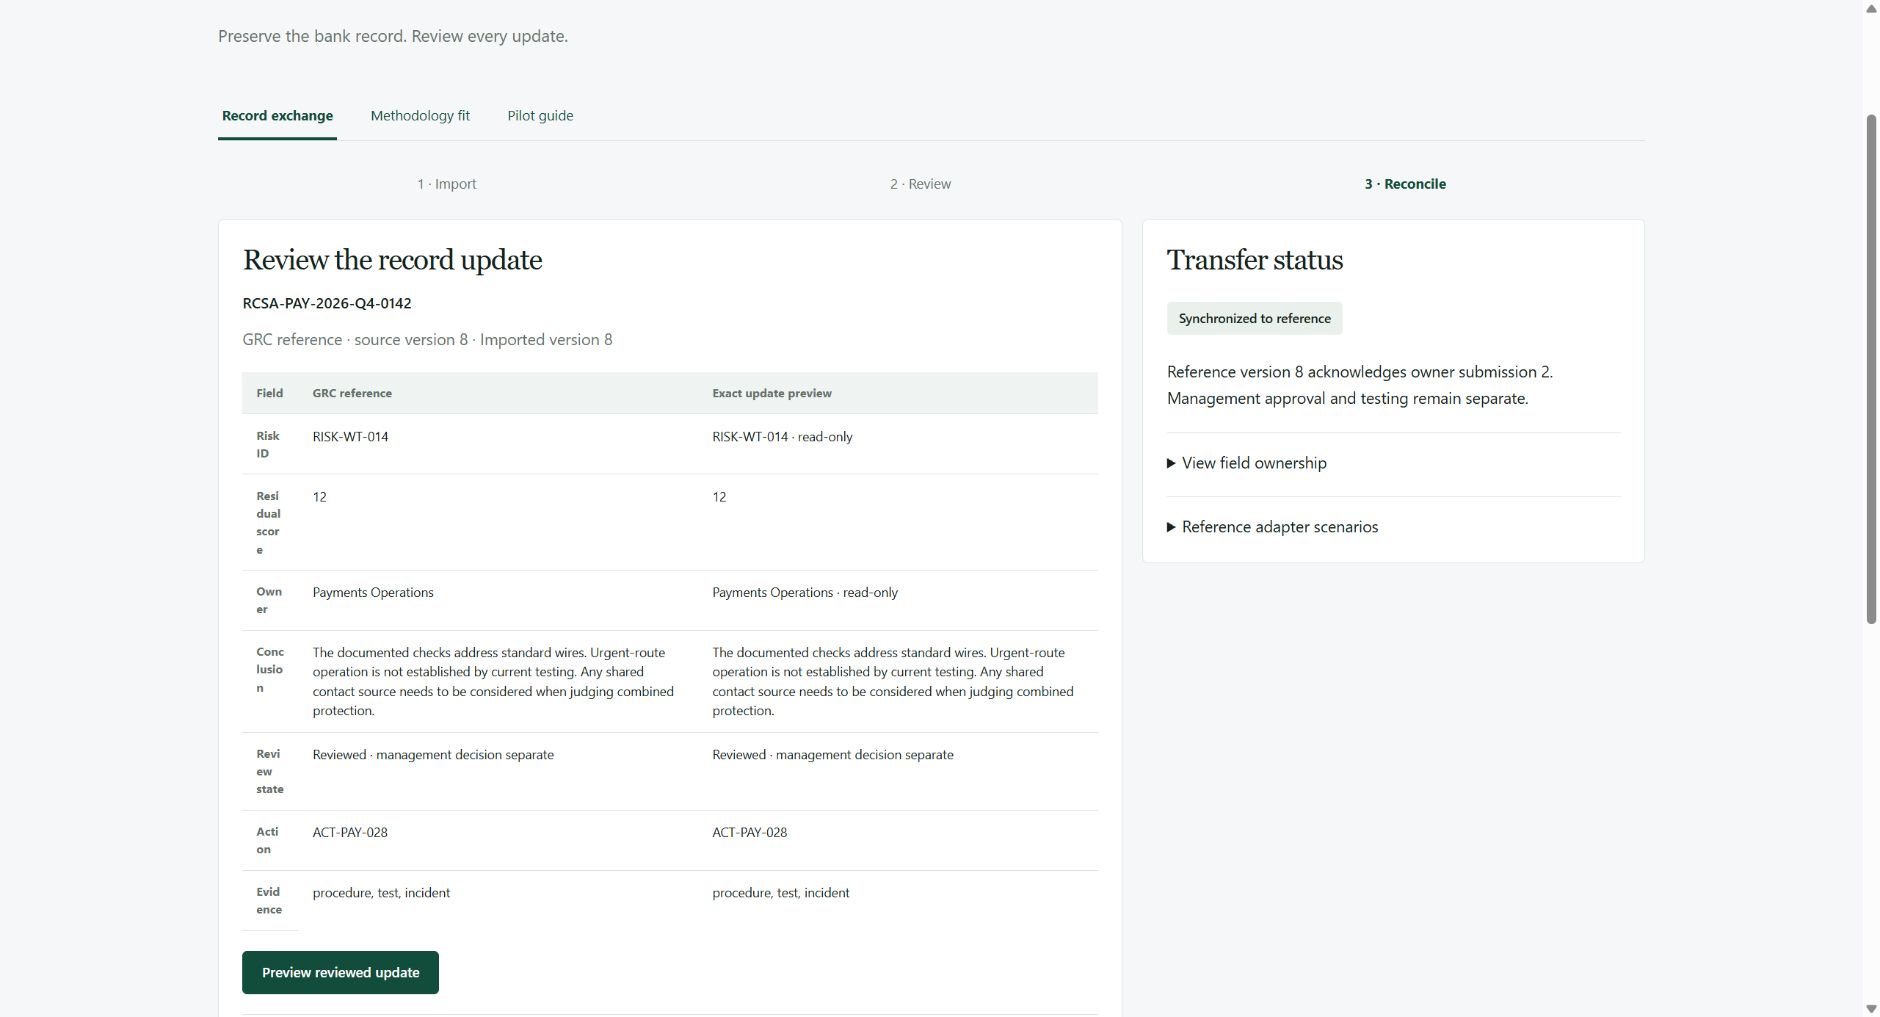 Preserve the bank record. Review every update.
Record exchange
Methodology fit
Pilot guide
1 · Import
2 · Review
3 · Reconcile
Review the record update
RCSA-PAY-2026-Q4-0142
GRC reference · source version 8 · Imported version 8
Field
GRC reference
Exact update preview
Risk
ID
RISK-WT-014
RISK-WT-014 · read-only
Resi
dual
scor
e
12
12
Own
er
Payments Operations
Payments Operations · read-only
Conc
lusio
n
The documented checks address standard wires. Urgent-route
operation is not established by current testing. Any shared
contact source needs to be considered when judging combined
protection.
The documented checks address standard wires. Urgent-route
operation is not established by current testing. Any shared
contact source needs to be considered when judging combined
protection.
Revi
ew
state
Reviewed · management decision separate
Reviewed · management decision separate
Acti
on
ACT-PAY-028
ACT-PAY-028
Evid
ence
procedure, test, incident
procedure, test, incident
Preview reviewed update
Transfer status
Synchronized to reference
Reference version 8 acknowledges owner submission 2.
Management approval and testing remain separate.
View field ownership
Reference adapter scenarios